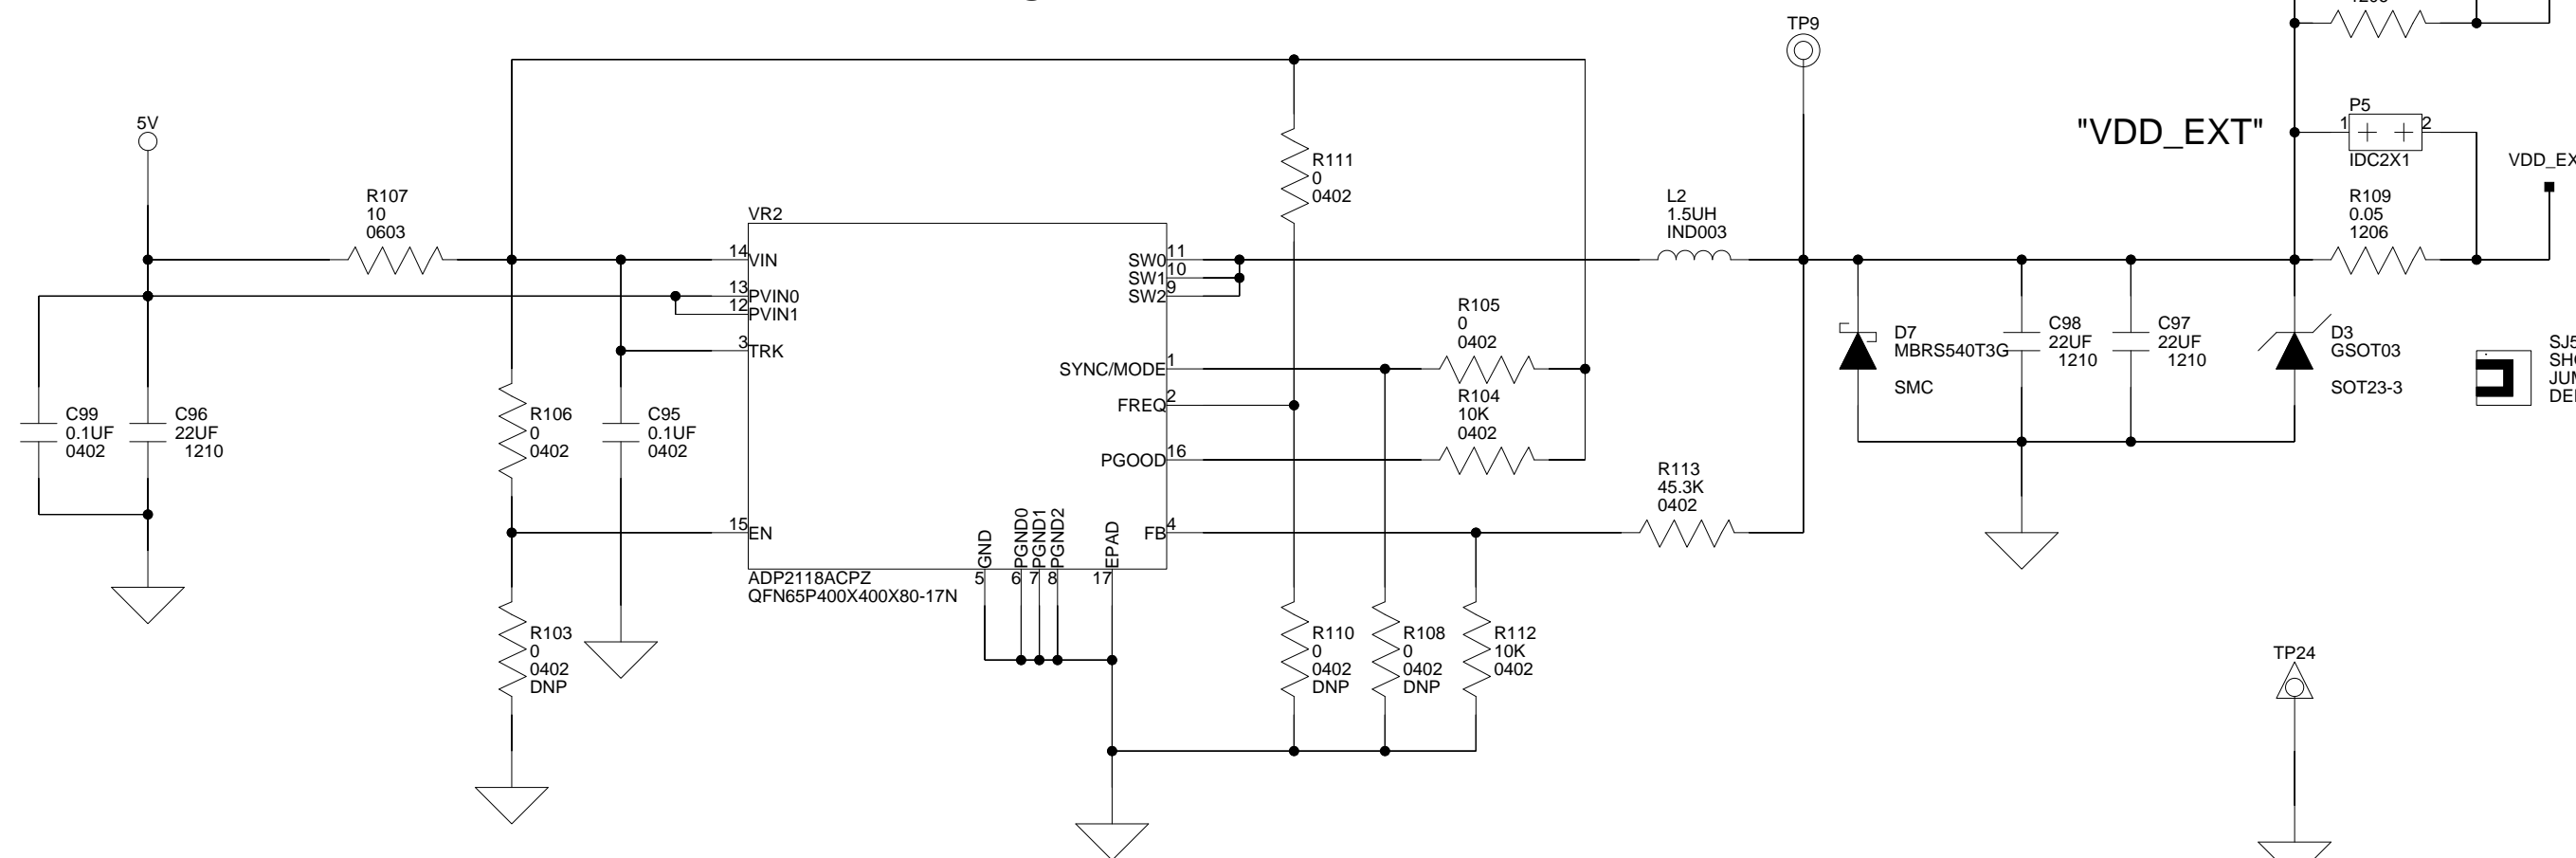 TP9
5V
R107
10
0603
R111
0
0402
"VDD_EXT"
P5
1
2
IDC2X1
VDD_EX
R109
0.05
1206
L2
1.5UH
IND003
VR2
14
VIN
13
PVIN0
12
PVIN1
3
TRK
15
EN
SW0
11
SW1
10
SW2
9
SYNC/MODE
1
FREQ
2
PGOOD
16
FB
4
GND
5
PGND0
6
PGND1
7
PGND2
8
EPAD
17
ADP2118ACPZ
QFN65P400X400X80-17N
R105
0
0402
R104
10K
0402
R113
45.3K
0402
D7
MBRS540T3G
SMC
C98
22UF
1210
C97
22UF
1210
D3
GSOT03
SOT23-3
C99
0.1UF
0402
C96
22UF
1210
R106
0
0402
C95
0.1UF
0402
R103
0
0402
DNP
R110
0
0402
DNP
R108
0
0402
DNP
R112
10K
0402
TP24